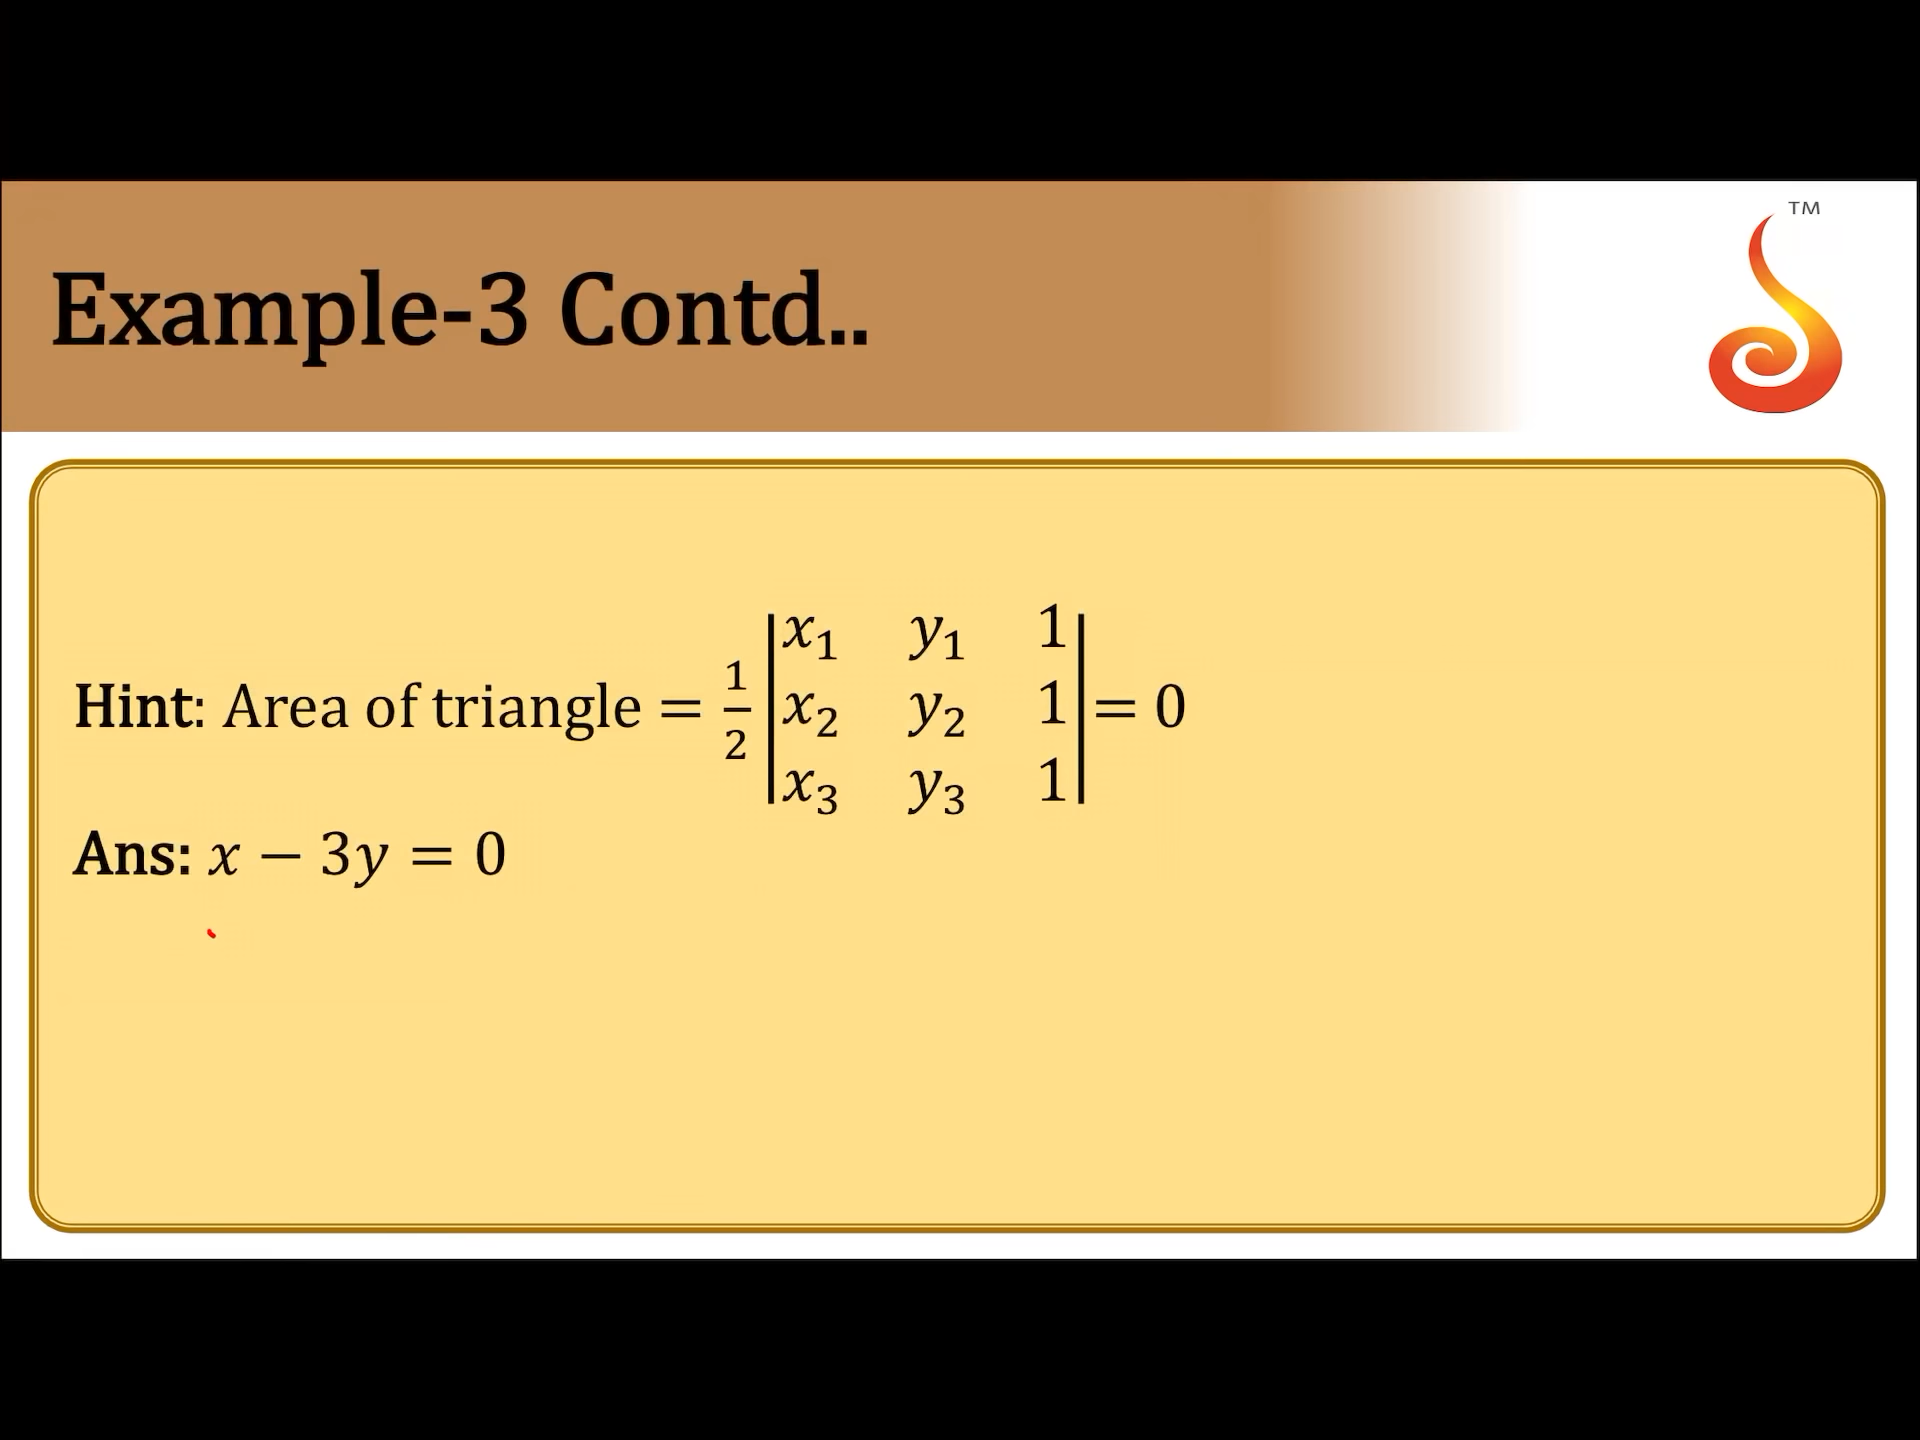 TM
Example-3 Contd..
Hint: Area of triangle = 1/2 |x₁ y₁ 1|
|x₂ y₂ 1| = 0
|x₃ y₃ 1|
Ans: x − 3y = 0